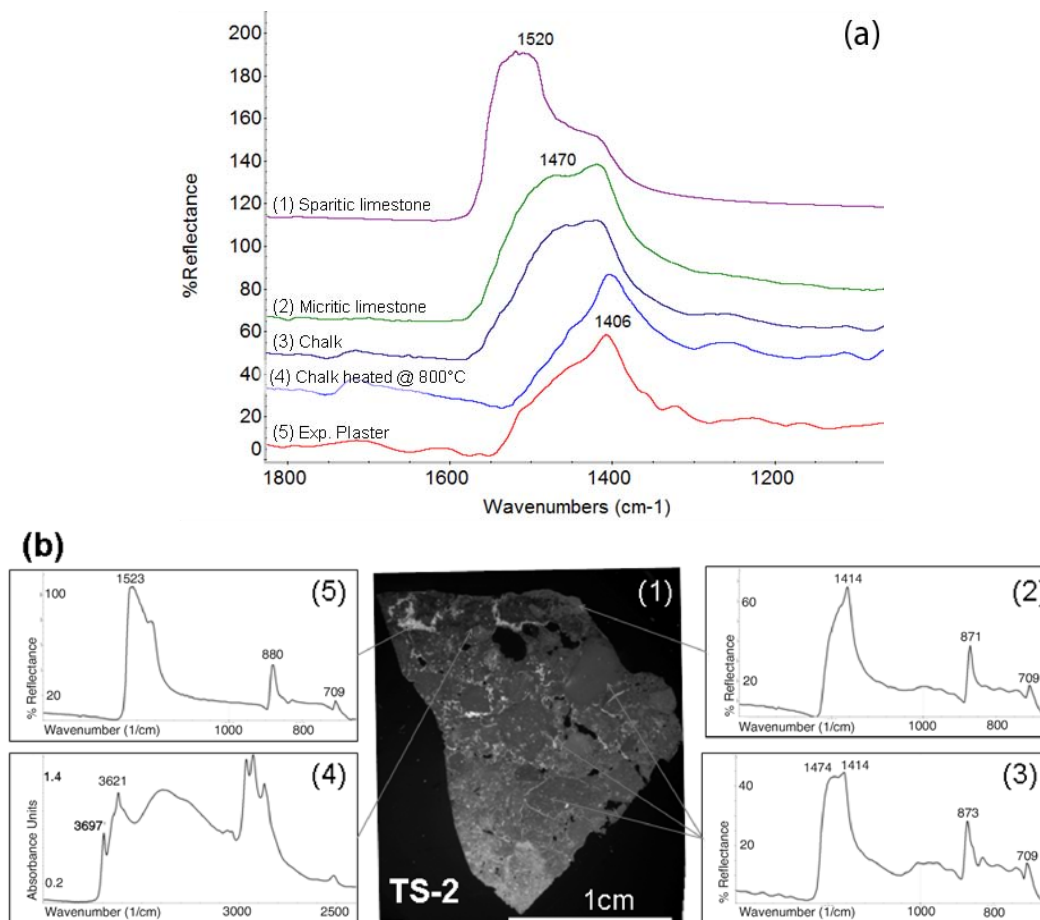 (a)
200
180
160
140
120
100
80
60
40
20
0
%Reflectance
1520
1470
1406
(1) Sparitic limestone
(2) Micritic limestone
(3) Chalk
(4) Chalk heated @ 800°C
(5) Exp. Plaster
1800 1600 1400 1200
Wavenumbers (cm-1)
(b)
(5)
1523
100
880
709
20
% Reflectance
Wavenumber (1/cm) 1000 800
(4)
1.4
3621
3697
0.2
Absorbance Units
Wavenumber (1/cm) 3000 2500
(1)
TS-2
1cm
(2)
1414
60
871
709
20
% Reflectance
Wavenumber (1/cm) 1000 800
(3)
1474 1414
40
873
20
709
% Reflectance
Wavenumber (1/cm) 1000 800